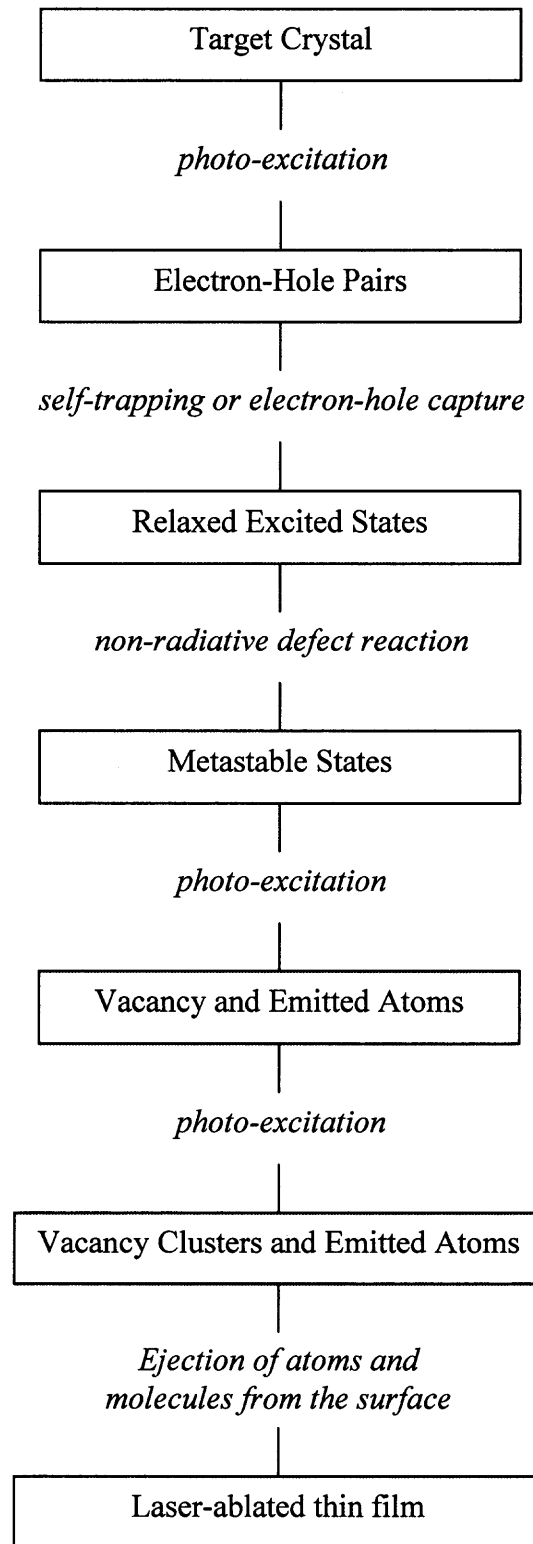 Target Crystal
photo-excitation
Electron-Hole Pairs
self-trapping or electron-hole capture
Relaxed Excited States
non-radiative defect reaction
Metastable States
photo-excitation
Vacancy and Emitted Atoms
photo-excitation
Vacancy Clusters and Emitted Atoms
Ejection of atoms and
molecules from the surface
Laser-ablated thin film